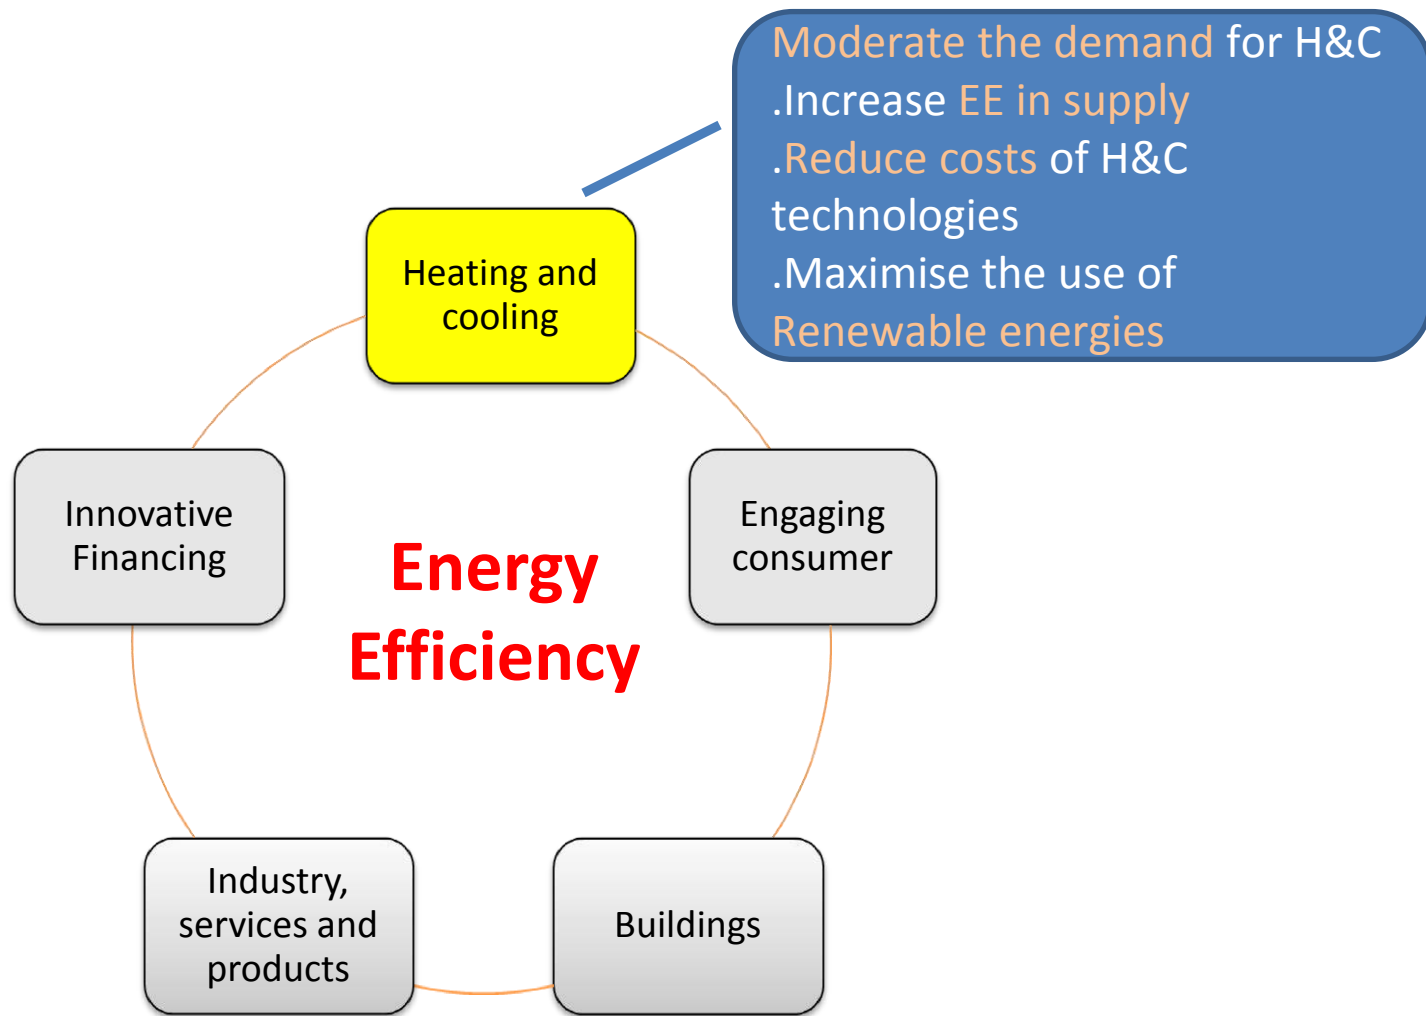 Moderate the demand for H&C
.Increase EE in supply
.Reduce costs of H&C
technologies
.Maximise the use of
Renewable energies
Heating and
cooling
Innovative
Financing
Engaging
consumer
Energy
Efficiency
Industry,
services and
products
Buildings